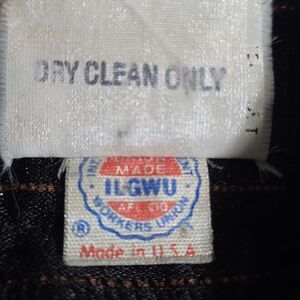 DRY CLEAN ONLY
UNION
MADE
ILGWU
AFL-CIO
WORKERS UNION
®
Made in U.S.A